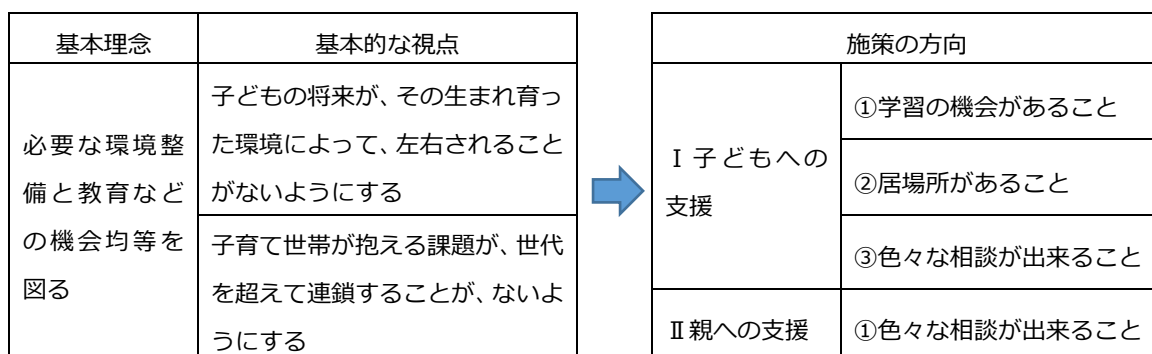 基本理念
基本的な視点
必要な環境整
備と教育など
の機会均等を
図る
子どもの将来が、その生まれ育っ
た環境によって、左右されること
がないようにする
子育て世帯が抱える課題が、世代
を超えて連鎖することが、ないよ
うにする
施策の方向
Ⅰ子どもへの
支援
①学習の機会があること
②居場所があること
③色々な相談が出来ること
Ⅱ親への支援
①色々な相談が出来ること